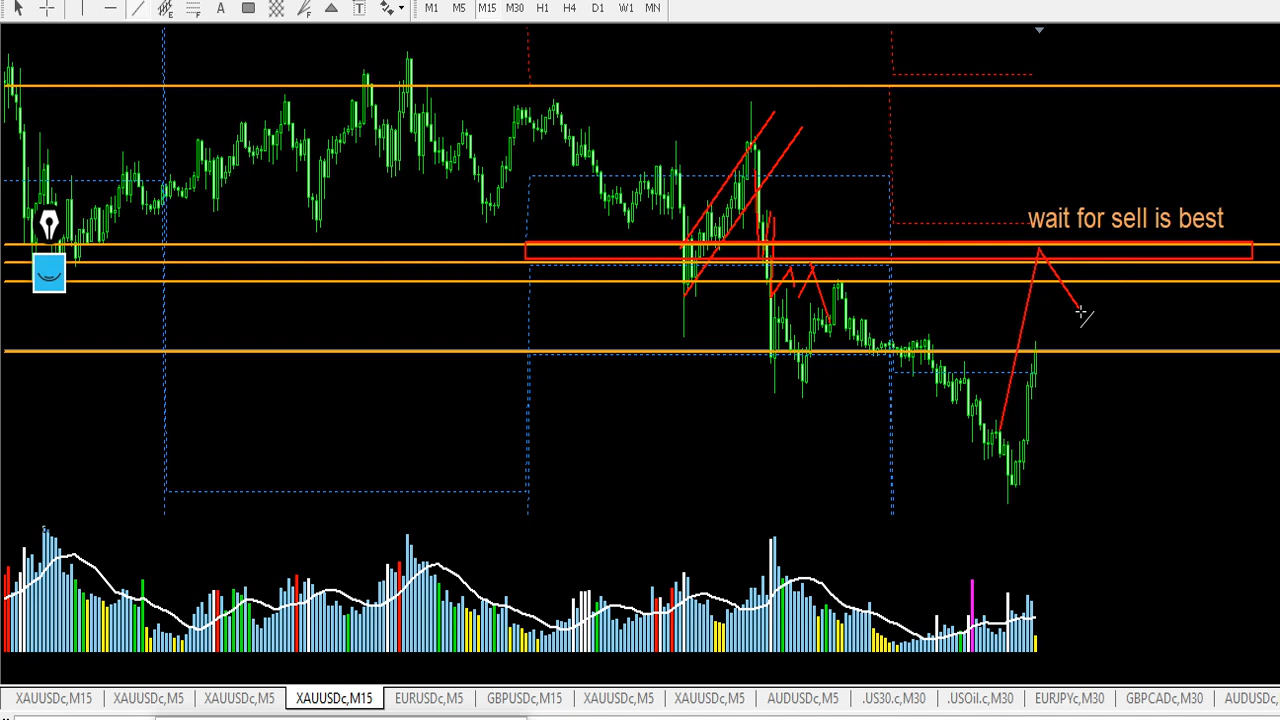 A T M1 M5 M15 M30 H1 H4 D1 W1 MN
wait for sell is best
XAUUSDc,M15 XAUUSDc,M5 XAUUSDc,M5 XAUUSDc,M15 EURUSDc,M5 GBPUSDc,M15 XAUUSDc,M5 XAUUSDc,M5 AUDUSDc,M5 .US30.c,M30 .USOil.c,M30 EURJPYc,M30 GBPCADc,M30 AUDUSDc,